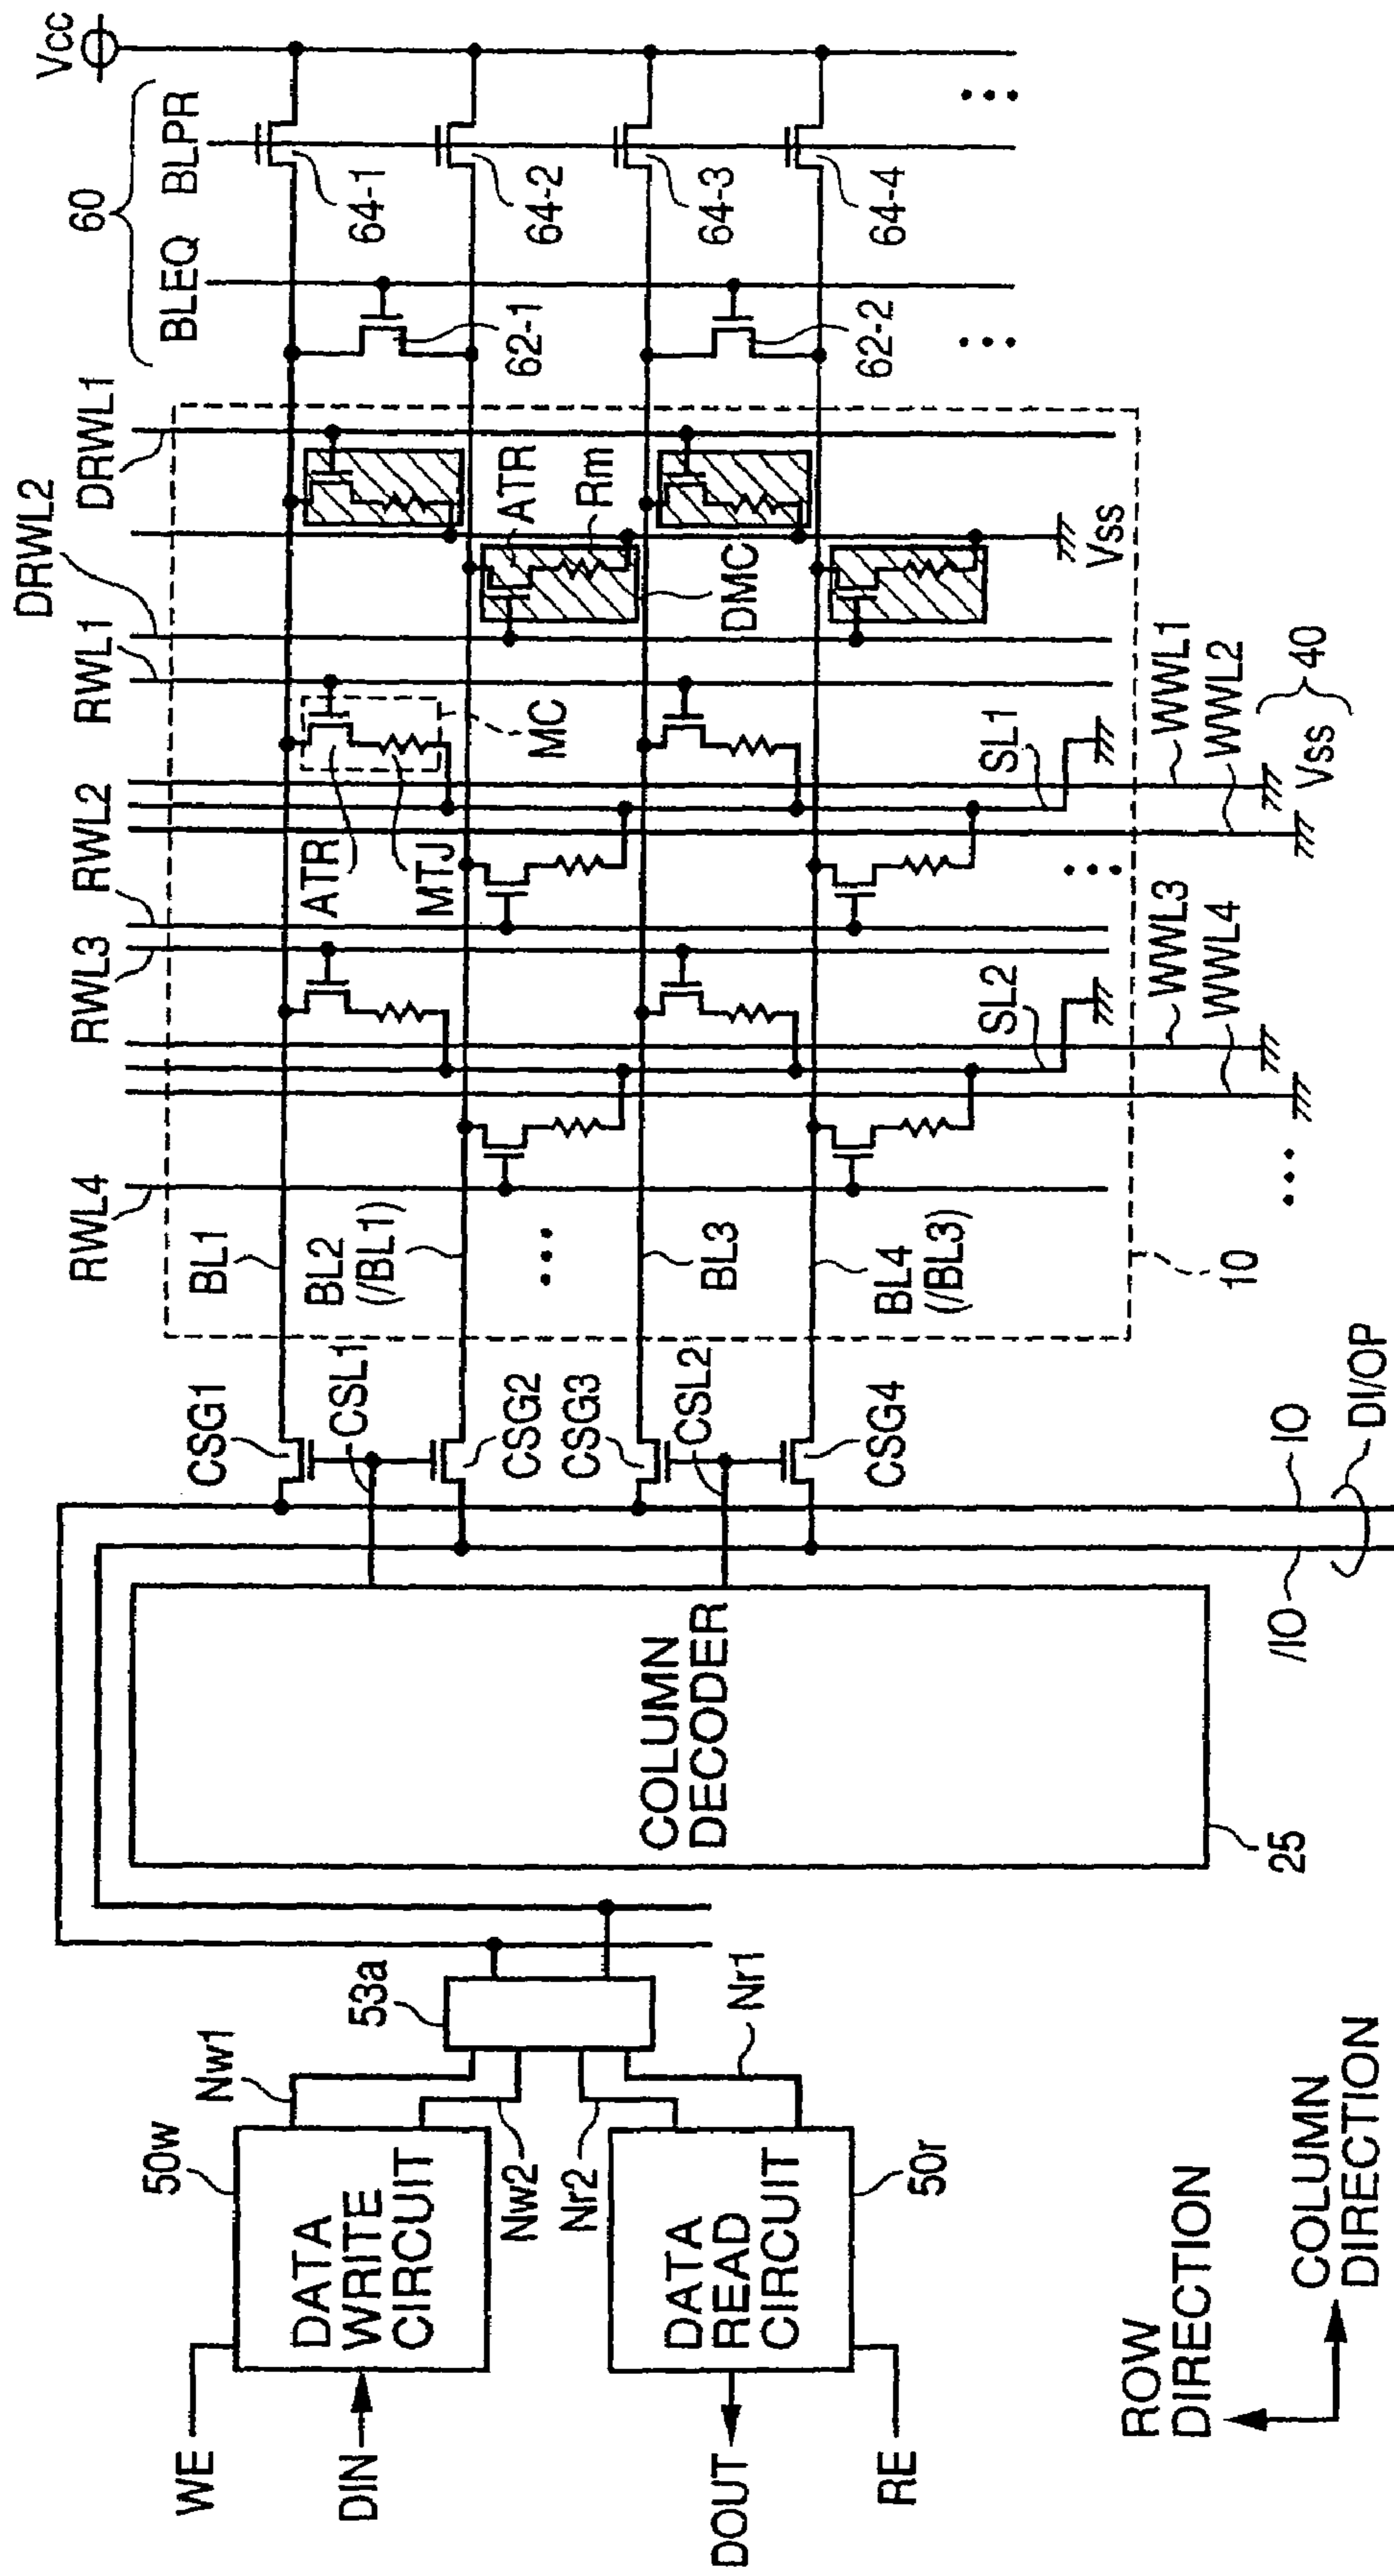 Vcc
60
BLEQ
BLPR
64-1
64-2
64-3
64-4
62-1
62-2
DRWL1
DRWL2
RWL1
RWL2
RWL3
RWL4
ATR
Rm
DMC
Vss
MC
ATR
MTJ
SL1
SL2
WWL1
WWL2
40
Vss
WWL3
WWL4
BL1
BL2
(/BL1)
BL3
BL4
(/BL3)
10
CSG1
CSL1
CSG2
CSG3
CSL2
CSG4
IO
/IO
DI/OP
COLUMN
DECODER
25
53a
Nw1
Nw2
Nr2
Nr1
50w
DATA
WRITE
CIRCUIT
50r
DATA
READ
CIRCUIT
WE
DIN
DOUT
RE
ROW
DIRECTION
COLUMN
DIRECTION